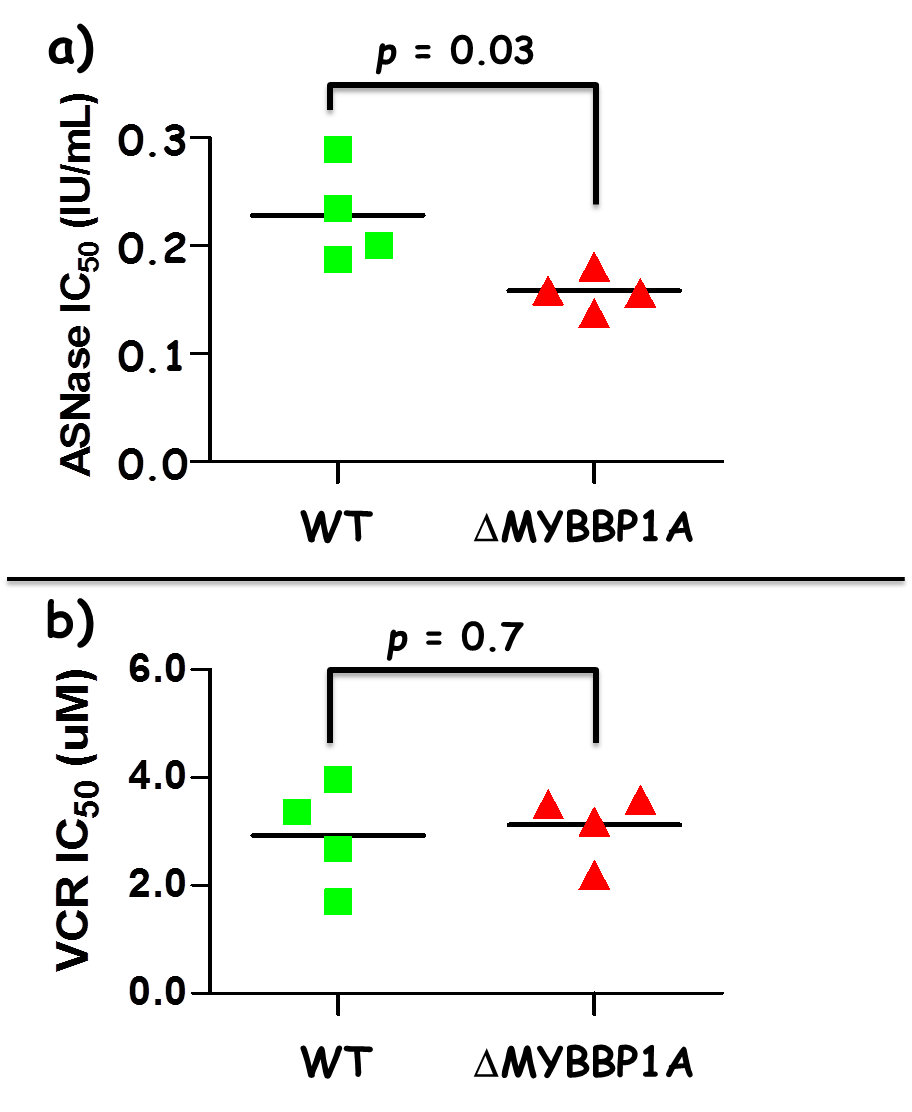 a)
p = 0.03
ASNase IC50 (IU/mL)
0.3
0.2
0.1
0.0
WT ΔMYBBP1A
b)
p = 0.7
VCR IC50 (uM)
6.0
4.0
2.0
0.0
WT ΔMYBBP1A